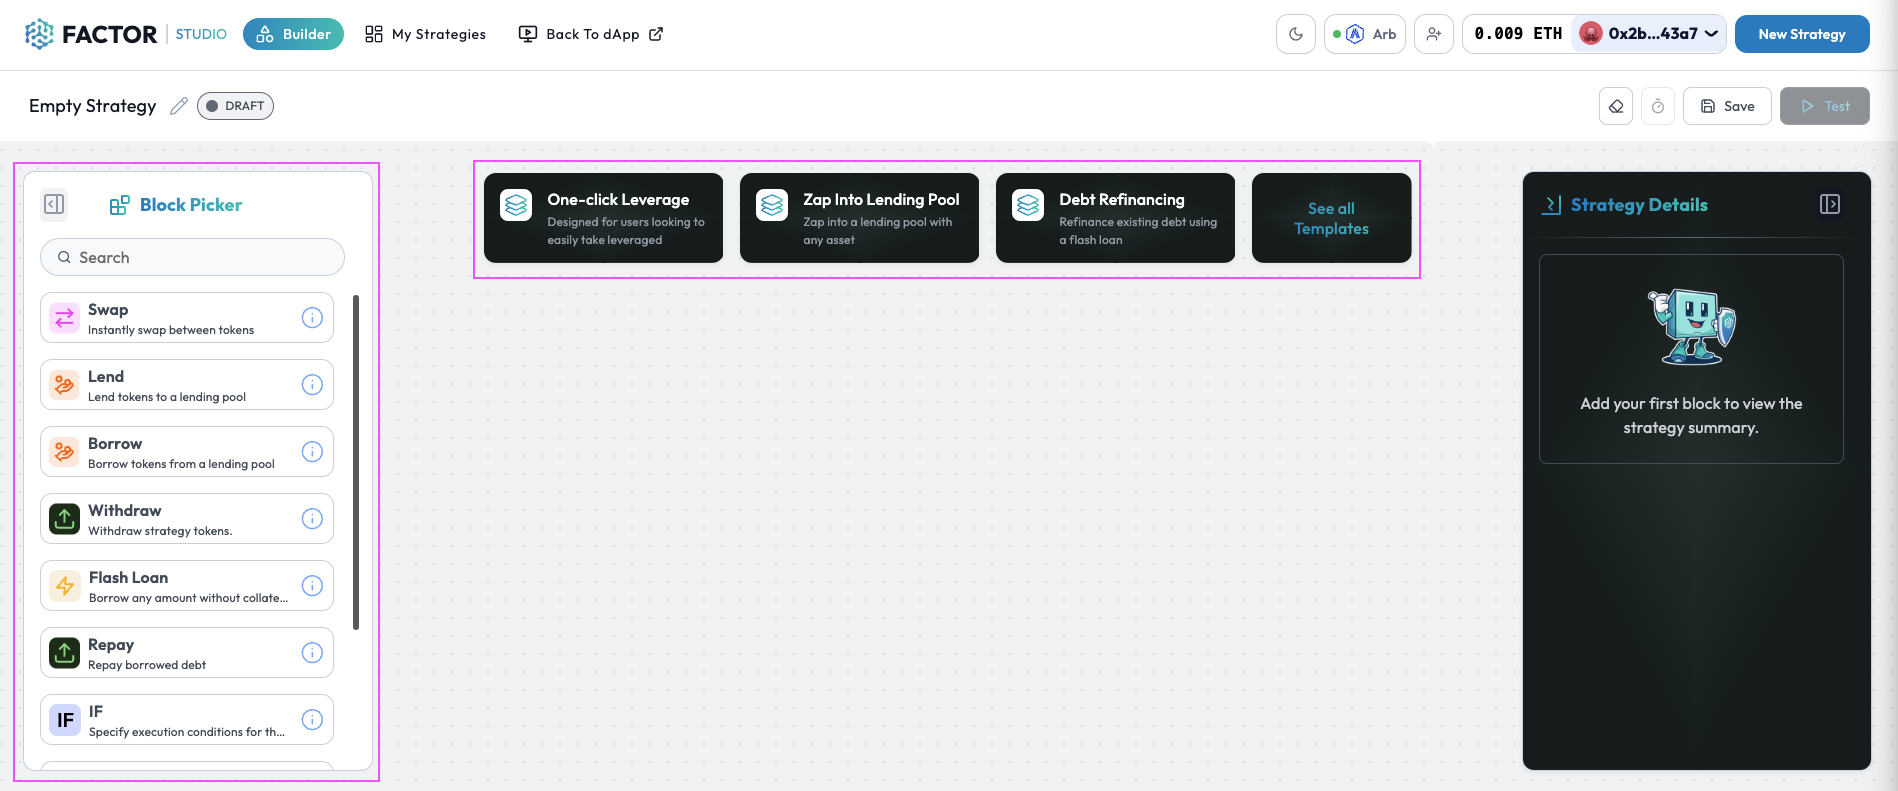 FACTOR STUDIO Builder My Strategies Back To dApp Arb 0.009 ETH 0x2b...43a7 New Strategy
Empty Strategy DRAFT Save Test
Block Picker
Search
Swap
Instantly swap between tokens
Lend
Lend tokens to a lending pool
Borrow
Borrow tokens from a lending pool
Withdraw
Withdraw strategy tokens.
Flash Loan
Borrow any amount without collate...
Repay
Repay borrowed debt
IF IF
Specify execution conditions for th...
One-click Leverage
Designed for users looking to
easily take leveraged
Zap Into Lending Pool
Zap into a lending pool with
any asset
Debt Refinancing
Refinance existing debt using
a flash loan
See all
Templates
Strategy Details
Add your first block to view the
strategy summary.